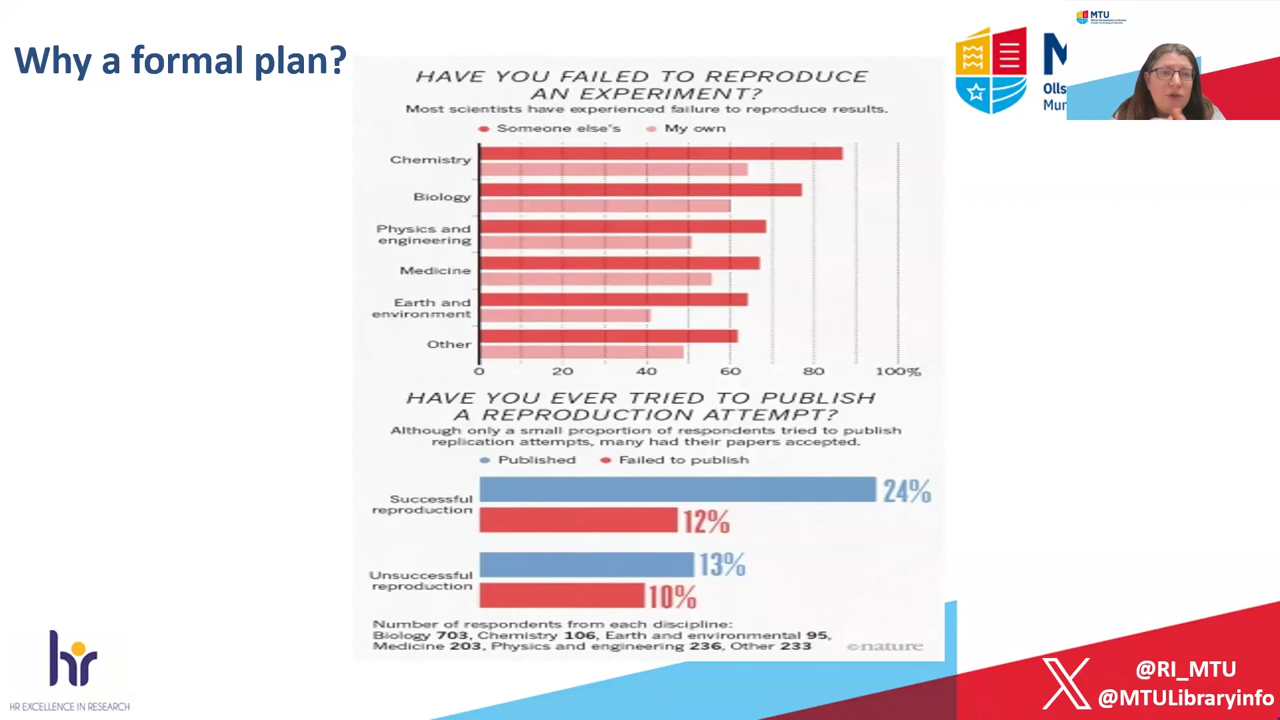 Why a formal plan?
MTU
M
Olls
Mun
HAVE YOU FAILED TO REPRODUCE
AN EXPERIMENT?
Most scientists have experienced failure to reproduce results.
Someone else's
My own
Chemistry
Biology
Physics and
engineering
Medicine
Earth and
environment
Other
0 20 40 60 80 100%
HAVE YOU EVER TRIED TO PUBLISH
A REPRODUCTION ATTEMPT?
Although only a small proportion of respondents tried to publish
replication attempts, many had their papers accepted.
Published
Failed to publish
Successful
reproduction
24%
12%
Unsuccessful
reproduction
13%
10%
Number of respondents from each discipline:
Biology 703, Chemistry 106, Earth and environmental 95,
Medicine 203, Physics and engineering 236, Other 233
©nature
hr
HR EXCELLENCE IN RESEARCH
@RI_MTU
@MTULibraryinfo